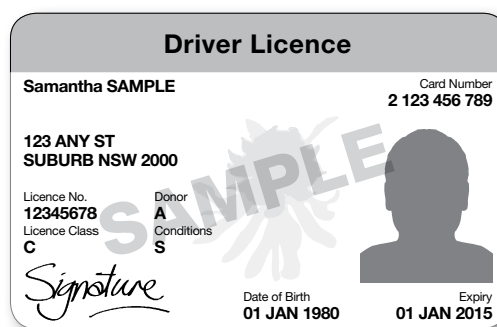 Driver Licence
Samantha SAMPLE
Card Number
2 123 456 789
123 ANY ST
SUBURB NSW 2000
SAMPLE
Licence No. Donor
12345678 A
Licence Class Conditions
C S
Signature
Date of Birth Expiry
01 JAN 1980 01 JAN 2015